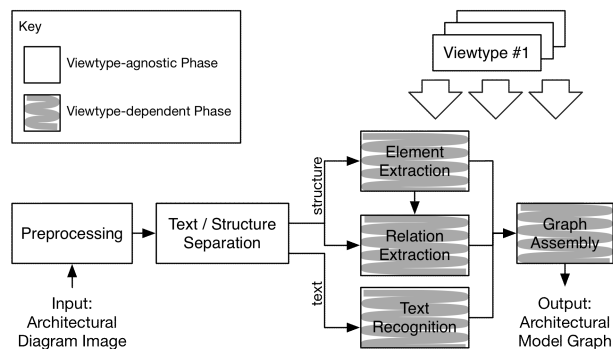 Key
Viewtype-agnostic Phase
Viewtype-dependent Phase
Viewtype #1
Element
Extraction
structure
Preprocessing
Text / Structure
Separation
Relation
Extraction
Graph
Assembly
text
Text
Recognition
Input:
Architectural
Diagram Image
Output:
Architectural
Model Graph